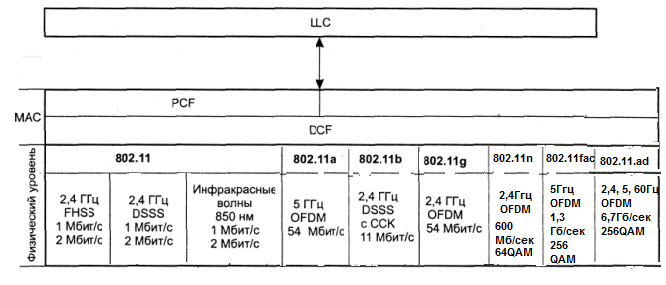 LLC
PCF
MAC
DCF
Физический уровень
802.11
802.11a
802.11b
802.11g
802.11n
802.11fac
802.11.ad
2,4 ГГц
FHSS
1 Мбит/с
2 Мбит/с
2,4 ГГц
DSSS
1 Мбит/с
2 Мбит/с
Инфракрасные
волны
850 нм
1 Мбит/с
2 Мбит/с
5 ГГц
OFDM
54 Мбит/с
2,4 ГГц
DSSS
с CCK
11 Мбит/с
2,4 ГГц
OFDM
54 Мбит/с
2,4Ггц
OFDM
600
Мб/сек
64QAM
5Ггц
OFDM
1,3
Гб/сек
256
QAM
2,4, 5, 60Гц
OFDM
6,7Гб/сек
256QAM